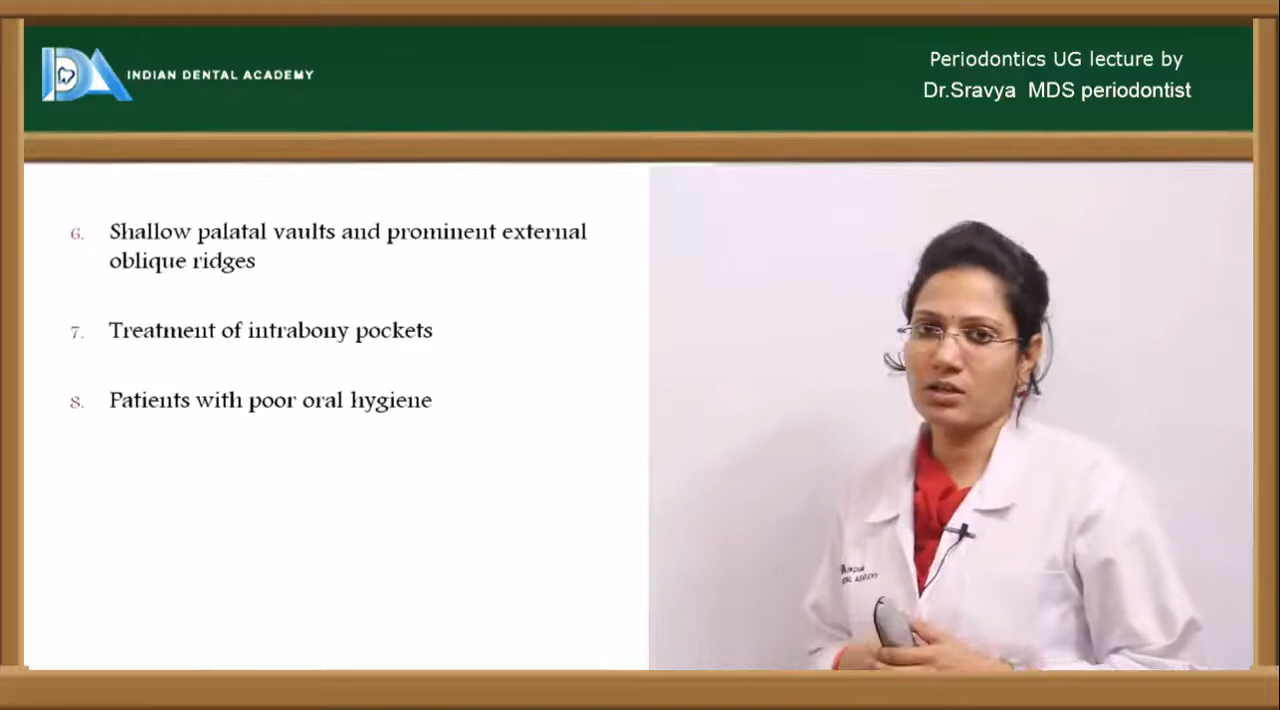 INDIAN DENTAL ACADEMY
Periodontics UG lecture by
Dr.Sravya MDS periodontist
6. Shallow palatal vaults and prominent external
oblique ridges
7. Treatment of intrabony pockets
8. Patients with poor oral hygiene